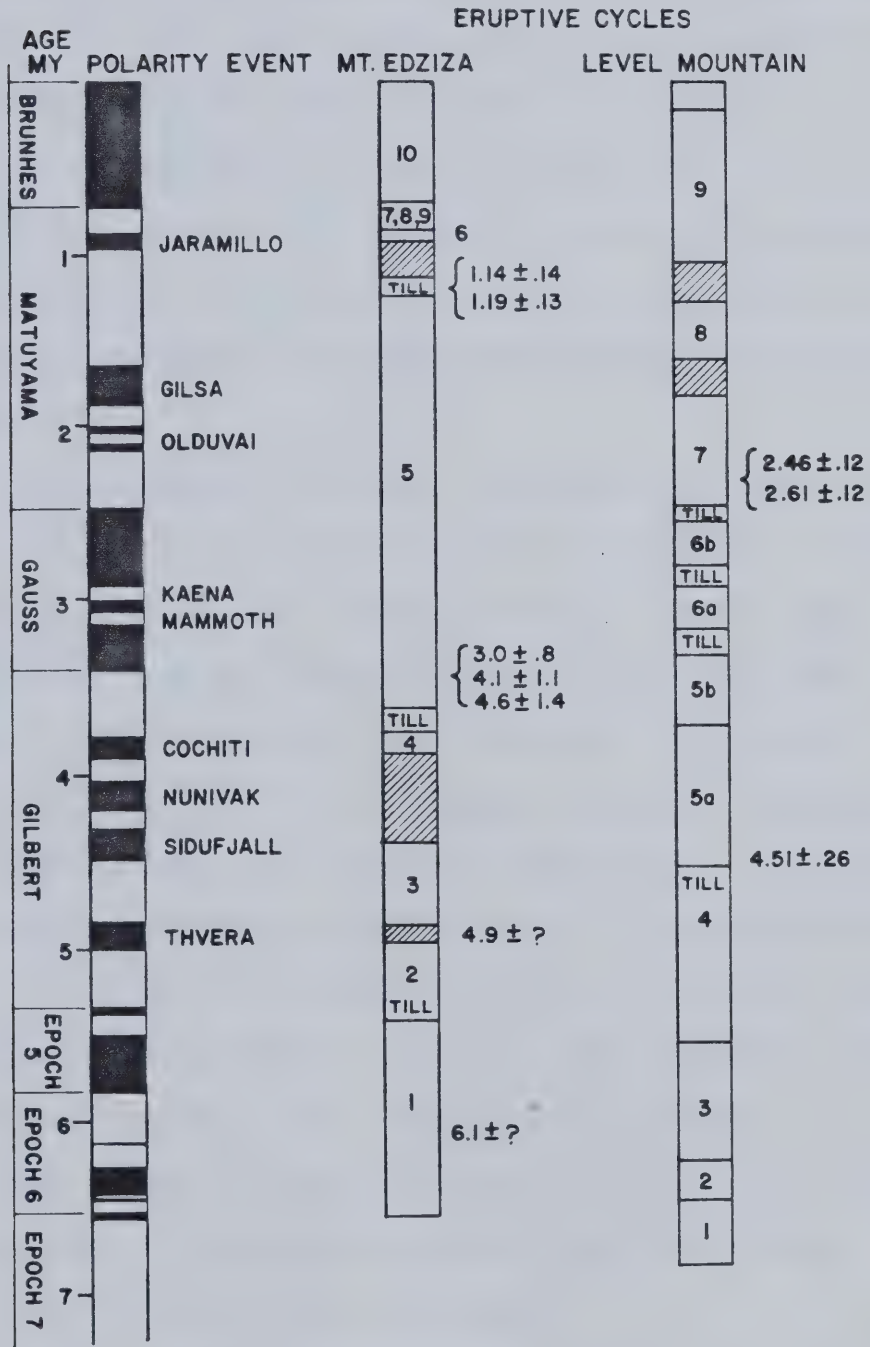 ERUPTIVE CYCLES
AGE
MY POLARITY EVENT MT. EDZIZA LEVEL MOUNTAIN
BRUNHES
MATUYAMA
GAUSS
GILBERT
EPOCH
5
EPOCH 6
EPOCH 7
1
2
3
4
5
6
7
JARAMILLO
GILSA
OLDUVAI
KAENA
MAMMOTH
COCHITI
NUNIVAK
SIDUFJALL
THVERA
10
7,8,9
6
TILL
1.14 ± .14
1.19 ± .13
5
3.0 ± .8
4.1 ± 1.1
4.6 ± 1.4
TILL
4
3
4.9 ± ?
2
TILL
1
6.1 ± ?
9
8
7
2.46 ± .12
2.61 ± .12
TILL
6b
TILL
6a
TILL
5b
5a
4.51 ± .26
TILL
4
3
2
1